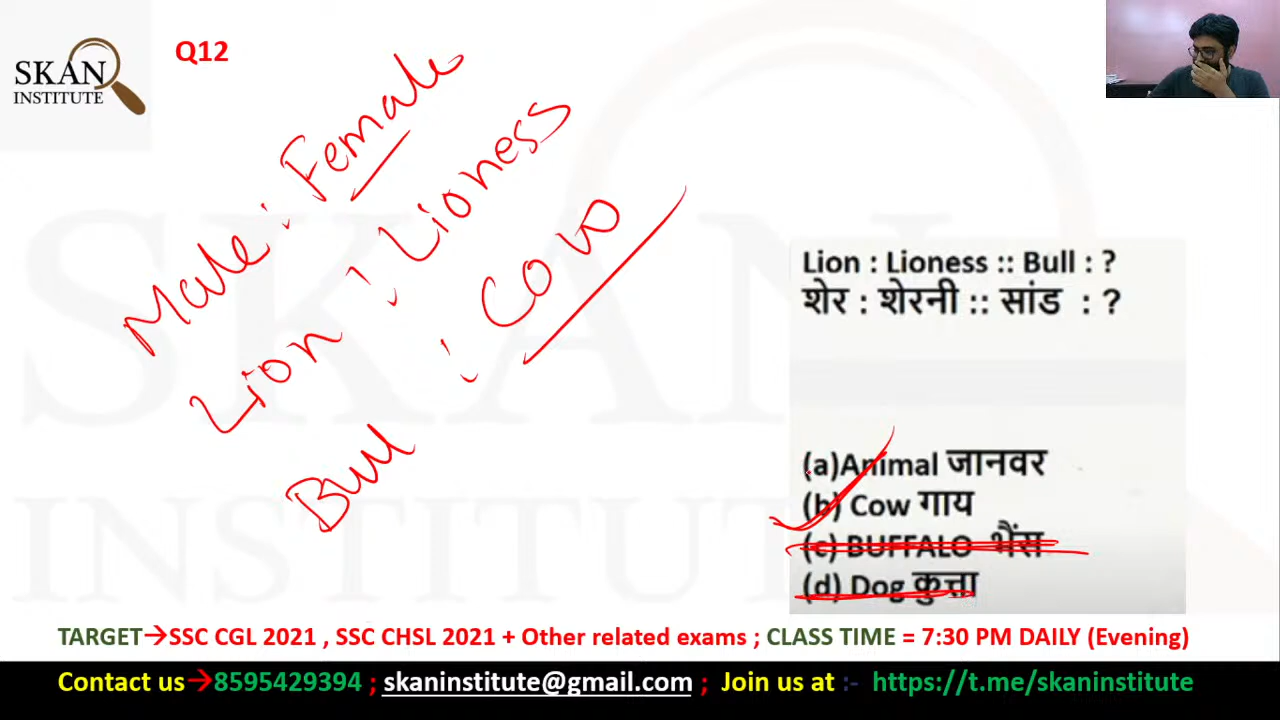 SKAN
INSTITUTE
Q12
Male : Female
Lion : Lioness
Bull : Cow
Lion : Lioness :: Bull : ?
शेर : शेरनी :: सांड : ?
(a)Animal जानवर
(b) Cow गाय
(c) BUFFALO भैंस
(d) Dog कुत्ता
SKAN
INSTITUTE
TARGET→SSC CGL 2021 , SSC CHSL 2021 + Other related exams ; CLASS TIME = 7:30 PM DAILY (Evening)
Contact us→8595429394 ; skaninstitute@gmail.com ; Join us at :- https://t.me/skaninstitute